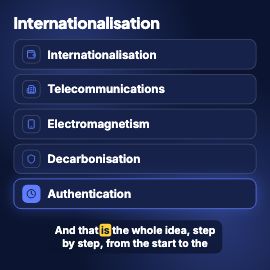 Internationalisation
Internationalisation
Telecommunications
Electromagnetism
Decarbonisation
Authentication
And that is the whole idea, step
by step, from the start to the